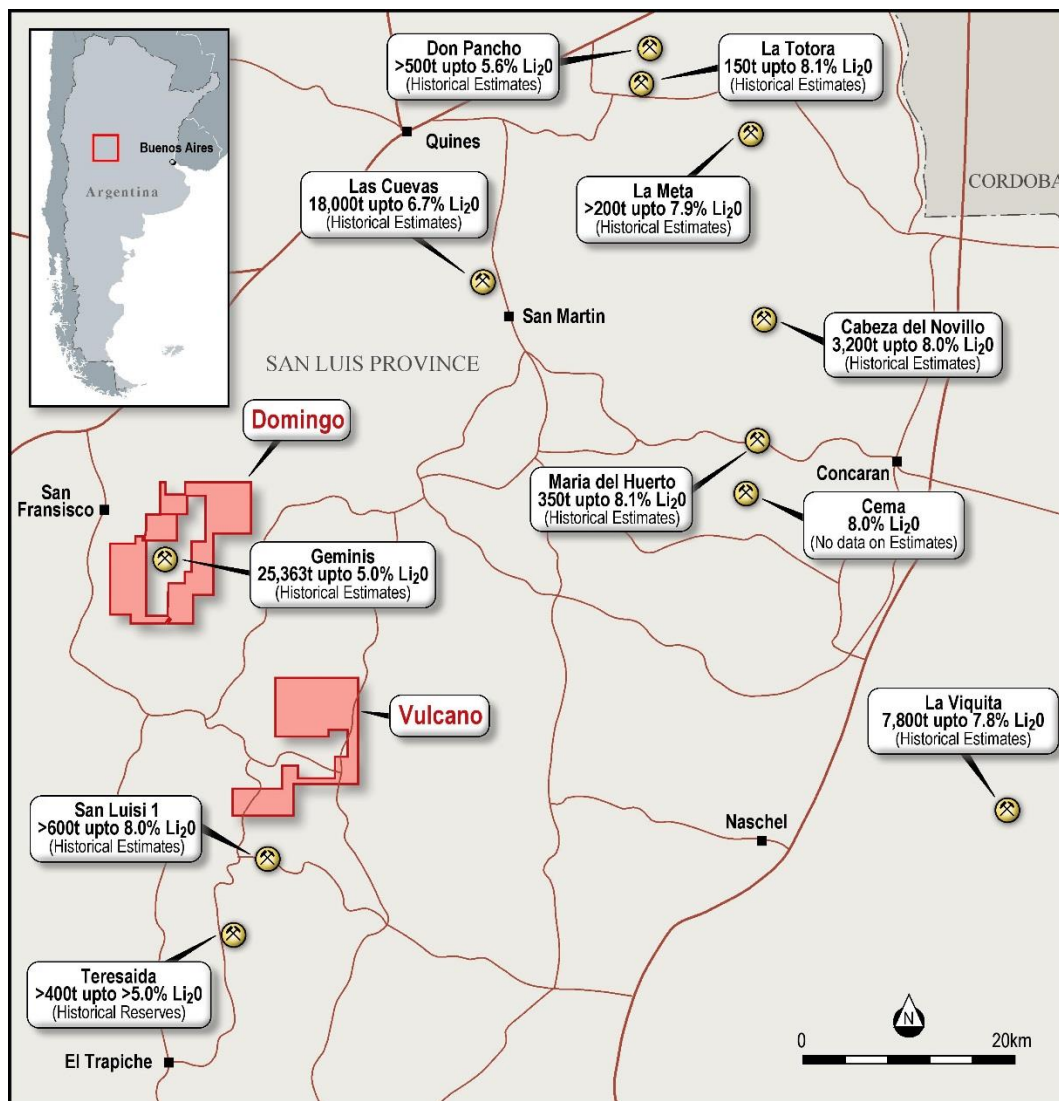 Don Pancho
>500t upto 5.6% Li20
(Historical Estimates)
La Totora
150t upto 8.1% Li20
(Historical Estimates)
Buenos Aires
Argentina
Quines
Las Cuevas
18,000t upto 6.7% Li20
(Historical Estimates)
La Meta
>200t upto 7.9% Li20
(Historical Estimates)
CORDOBA
San Martin
Cabeza del Novillo
3,200t upto 8.0% Li20
(Historical Estimates)
SAN LUIS PROVINCE
Domingo
San
Fransisco
Maria del Huerto
350t upto 8.1% Li20
(Historical Estimates)
Concaran
Cema
8.0% Li20
(No data on Estimates)
Geminis
25,363t upto 5.0% Li20
(Historical Estimates)
Vulcano
La Viquita
7,800t upto 7.8% Li20
(Historical Estimates)
San Luisi 1
>600t upto 8.0% Li20
(Historical Estimates)
Naschel
Teresaida
>400t upto >5.0% Li20
(Historical Reserves)
El Trapiche
N
0 20km